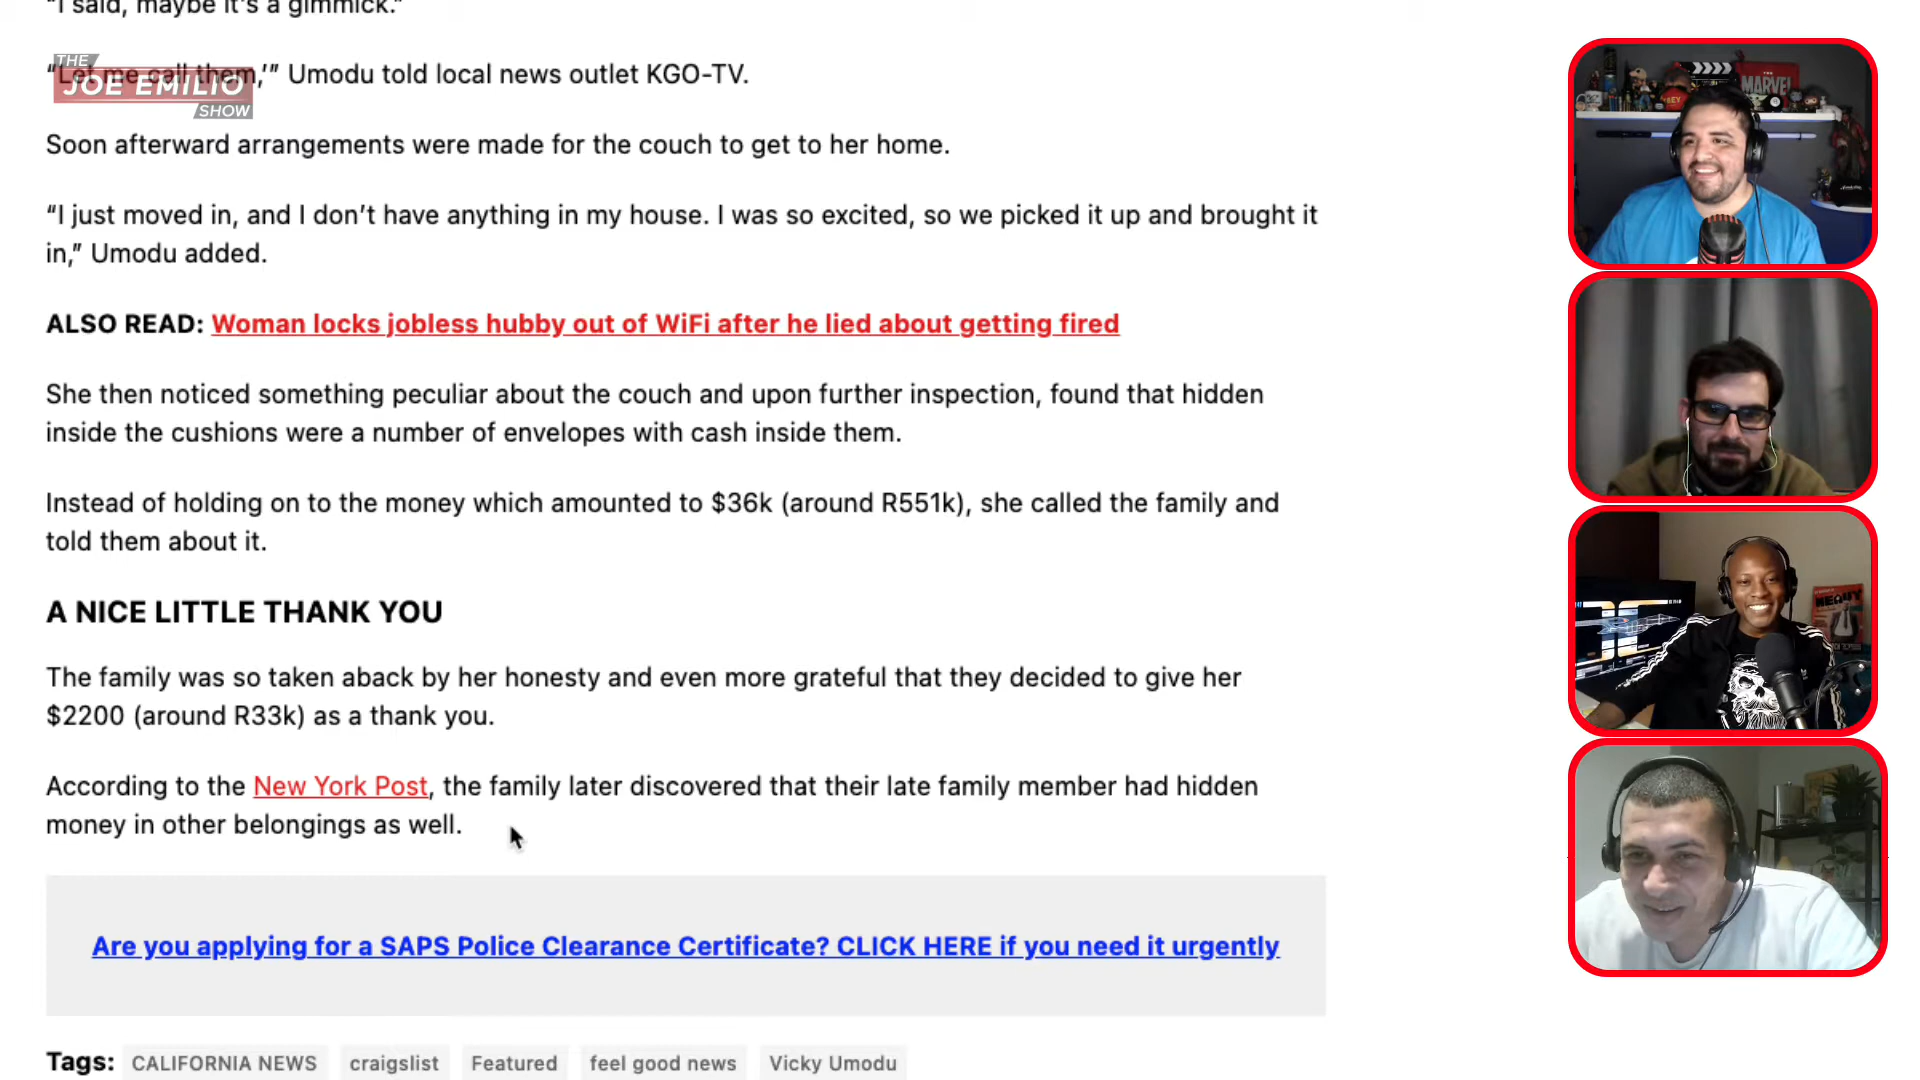 "I said, maybe it's a gimmick."
THE
JOE EMILIO
SHOW
"Let me call them,'" Umodu told local news outlet KGO-TV.
Soon afterward arrangements were made for the couch to get to her home.
"I just moved in, and I don't have anything in my house. I was so excited, so we picked it up and brought it
in," Umodu added.
ALSO READ: Woman locks jobless hubby out of WiFi after he lied about getting fired
She then noticed something peculiar about the couch and upon further inspection, found that hidden
inside the cushions were a number of envelopes with cash inside them.
Instead of holding on to the money which amounted to $36k (around R551k), she called the family and
told them about it.
A NICE LITTLE THANK YOU
The family was so taken aback by her honesty and even more grateful that they decided to give her
$2200 (around R33k) as a thank you.
According to the New York Post, the family later discovered that their late family member had hidden
money in other belongings as well.
Are you applying for a SAPS Police Clearance Certificate? CLICK HERE if you need it urgently
Tags: CALIFORNIA NEWS craigslist Featured feel good news Vicky Umodu
MARVEL
HEAVY